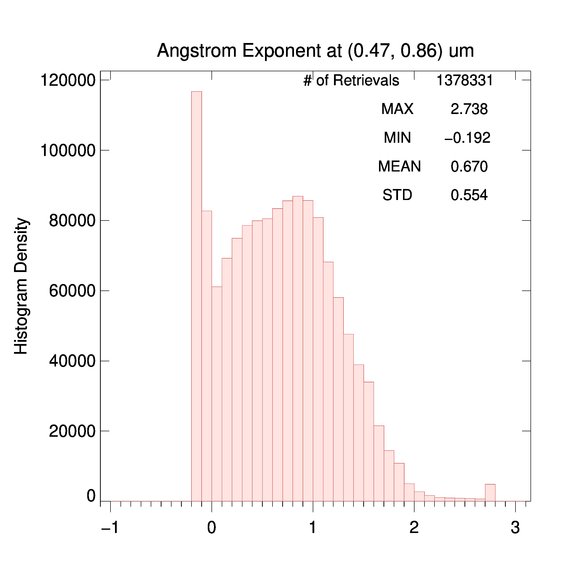 Angstrom Exponent at (0.47, 0.86) um
# of Retrievals 1378331
MAX 2.738
MIN −0.192
MEAN 0.670
STD 0.554
Histogram Density
120000
100000
80000
60000
40000
20000
0
−1 0 1 2 3